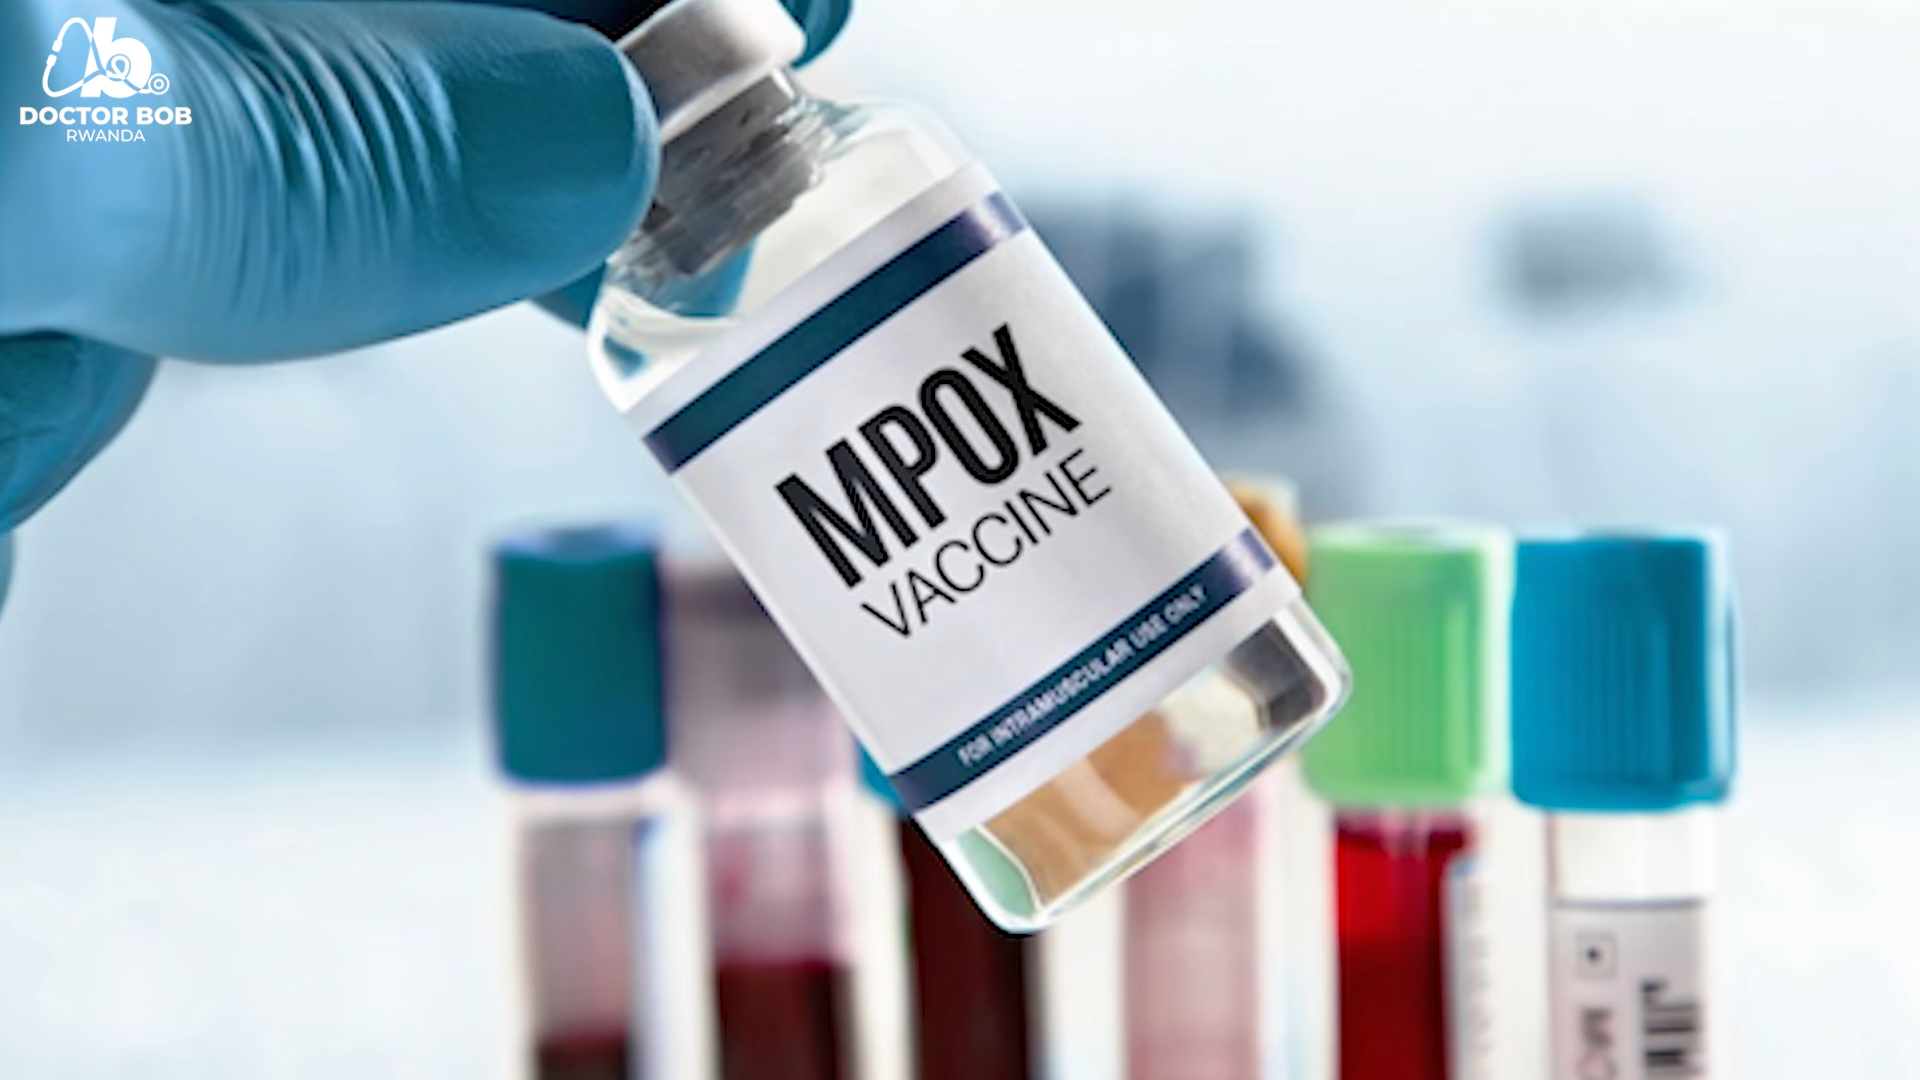 DOCTOR BOB
RWANDA
MPOX
VACCINE
FOR INTRAMUSCULAR USE ONLY